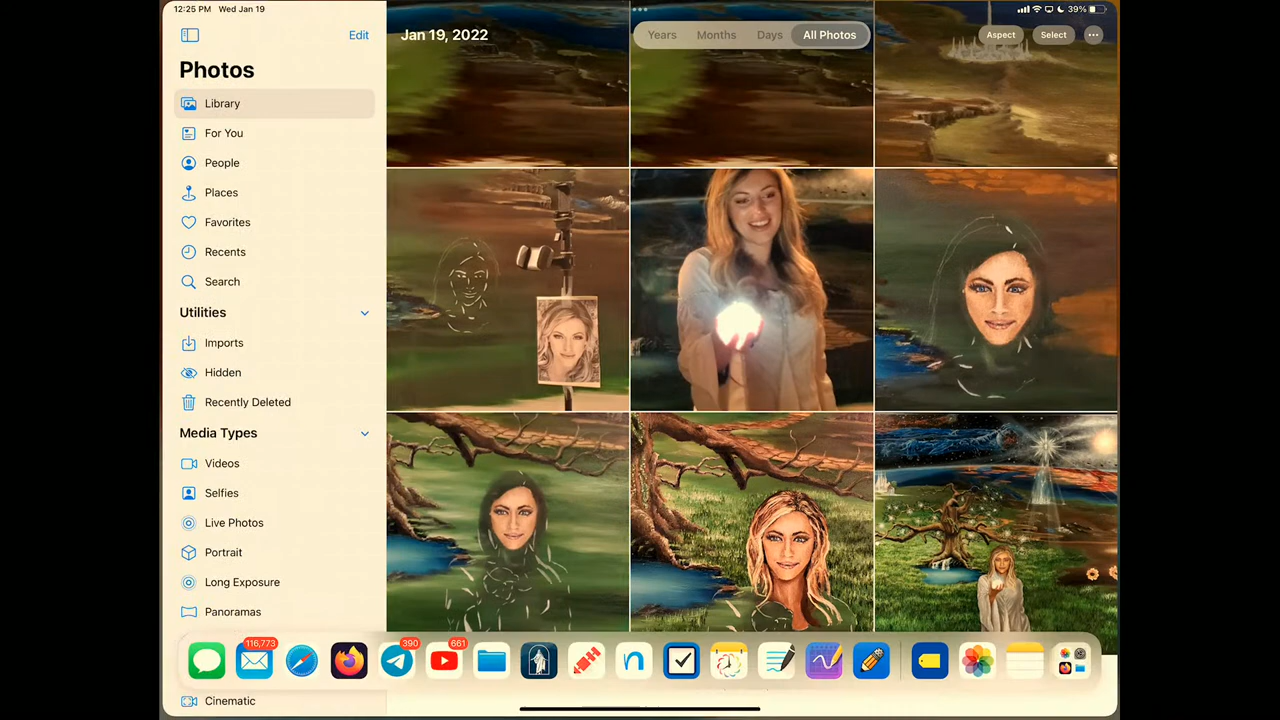 12:25 PM Wed Jan 19
39%
Edit
Jan 19, 2022
Years Months Days All Photos
Aspect
Select
Photos
Library
For You
People
Places
Favorites
Recents
Search
Utilities
Imports
Hidden
Recently Deleted
Media Types
Videos
Selfies
Live Photos
Portrait
Long Exposure
Panoramas
116,773
390
661
Cinematic